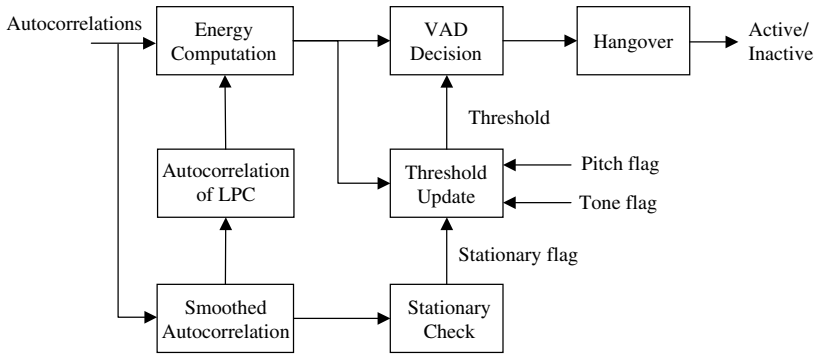 Autocorrelations
Energy
Computation
VAD
Decision
Hangover
Active/
Inactive
Threshold
Autocorrelation
of LPC
Threshold
Update
Pitch flag
Tone flag
Stationary flag
Smoothed
Autocorrelation
Stationary
Check